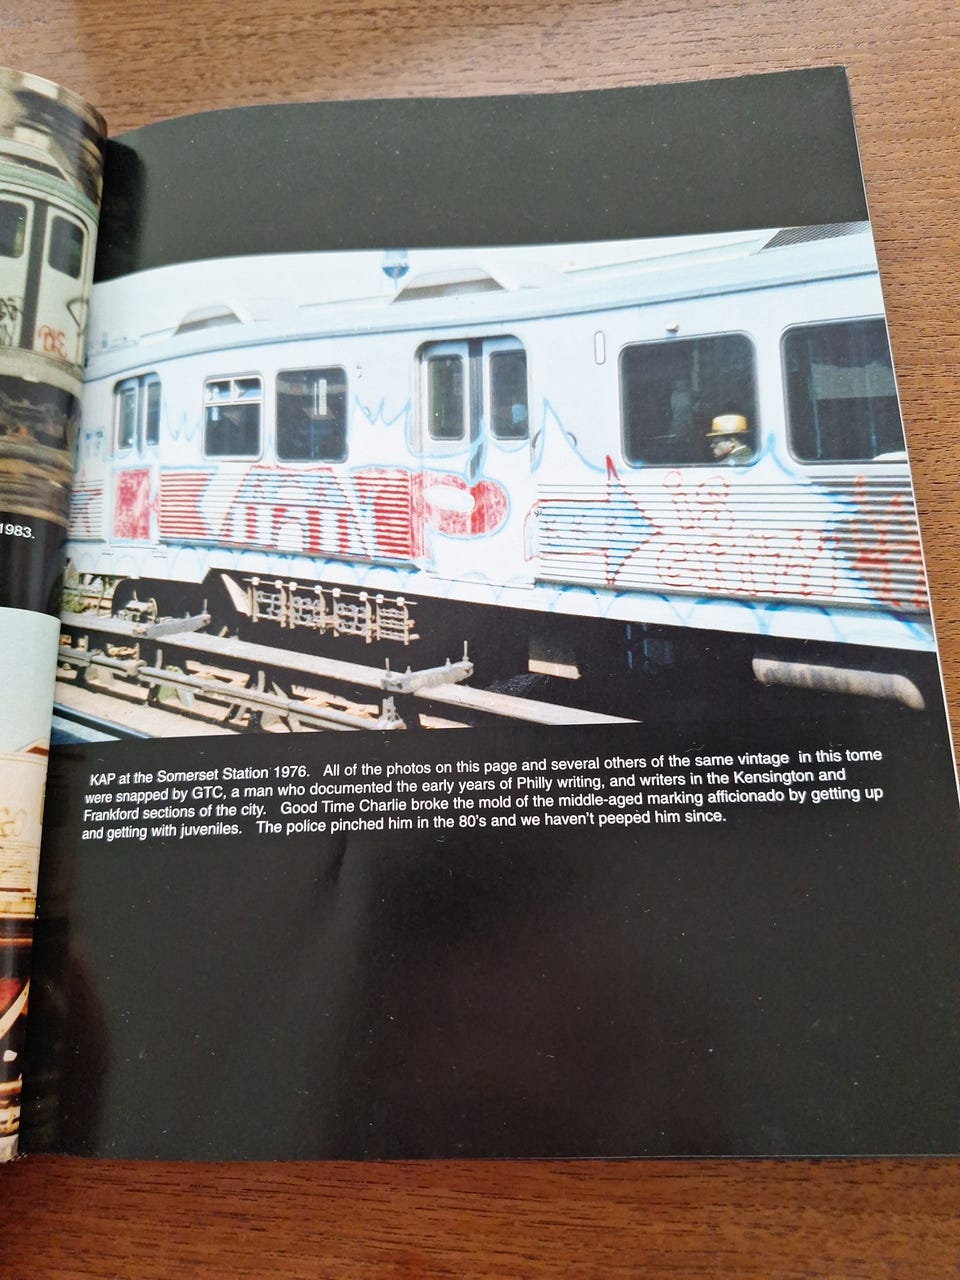 1983.
KAP
KAP at the Somerset Station 1976. All of the photos on this page and several others of the same vintage in this tome
were snapped by GTC, a man who documented the early years of Philly writing, and writers in the Kensington and
Frankford sections of the city. Good Time Charlie broke the mold of the middle-aged marking afficionado by getting up
and getting with juveniles. The police pinched him in the 80's and we haven't peeped him since.